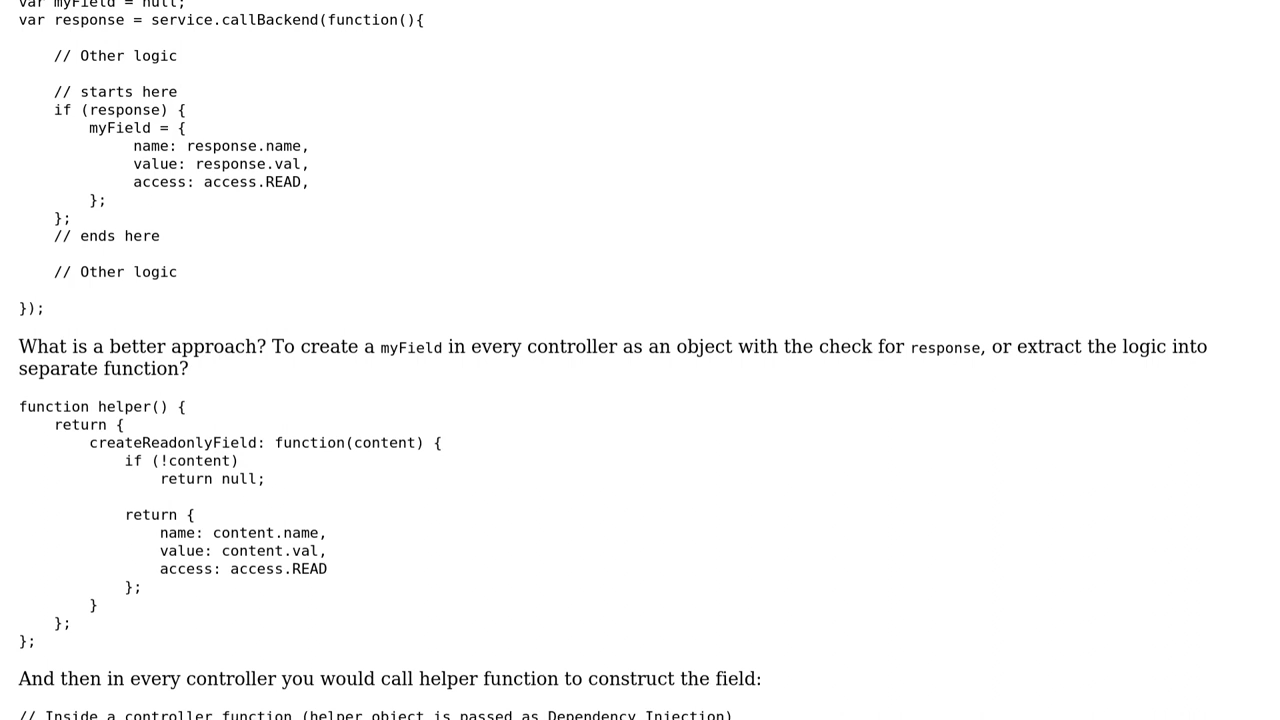 var myField = null;
var response = service.callBackend(function(){
    // Other logic
    // starts here
    if (response) {
        myField = {
             name: response.name,
             value: response.val,
             access: access.READ,
        };
    };
    // ends here
    // Other logic
});
What is a better approach? To create a myField in every controller as an object with the check for response, or extract the logic into
separate function?
function helper() {
    return {
        createReadonlyField: function(content) {
            if (!content)
                return null;
            return {
                name: content.name,
                value: content.val,
                access: access.READ
            };
        }
    };
};
And then in every controller you would call helper function to construct the field:
// Inside a controller function (helper object is passed as Dependency Injection)